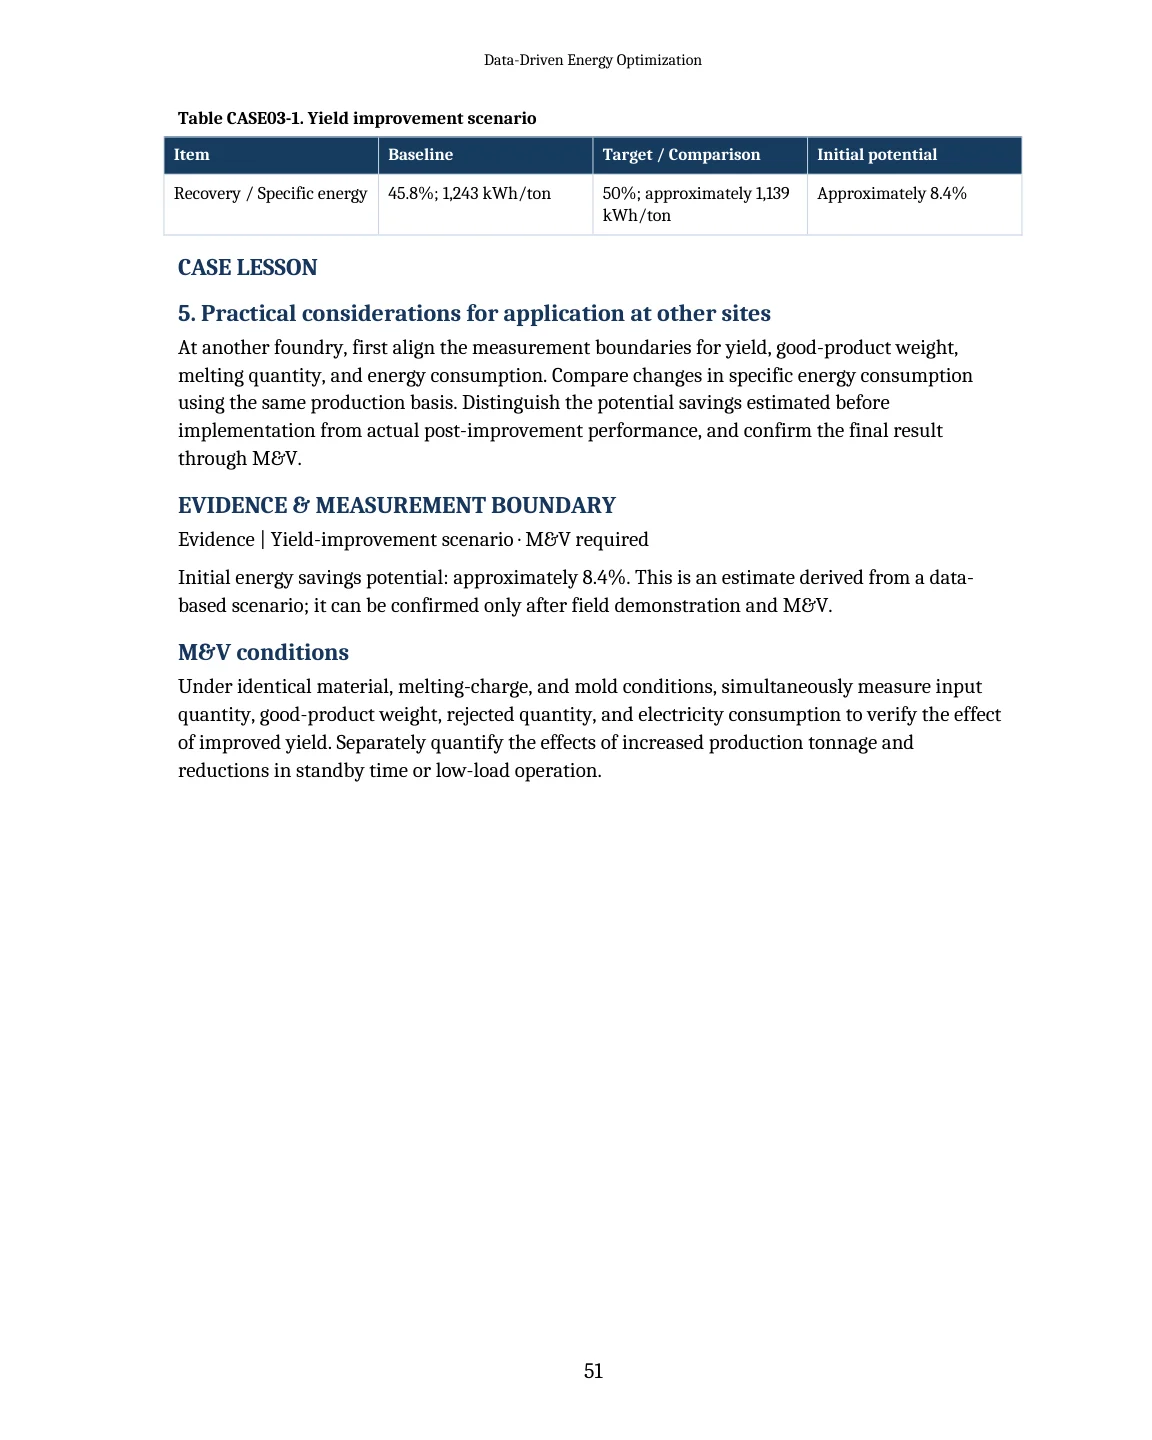 Data-Driven Energy Optimization
Table CASE03-1. Yield improvement scenario
Item Baseline Target / Comparison Initial potential
Recovery / Specific energy 45.8%; 1,243 kWh/ton 50%; approximately 1,139 Approximately 8.4%
kWh/ton
CASE LESSON
5. Practical considerations for application at other sites
At another foundry, first align the measurement boundaries for yield, good-product weight,
melting quantity, and energy consumption. Compare changes in specific energy consumption
using the same production basis. Distinguish the potential savings estimated before
implementation from actual post-improvement performance, and confirm the final result
through M&V.
EVIDENCE & MEASUREMENT BOUNDARY
Evidence | Yield-improvement scenario · M&V required
Initial energy savings potential: approximately 8.4%. This is an estimate derived from a data-
based scenario; it can be confirmed only after field demonstration and M&V.
M&V conditions
Under identical material, melting-charge, and mold conditions, simultaneously measure input
quantity, good-product weight, rejected quantity, and electricity consumption to verify the effect
of improved yield. Separately quantify the effects of increased production tonnage and
reductions in standby time or low-load operation.
51